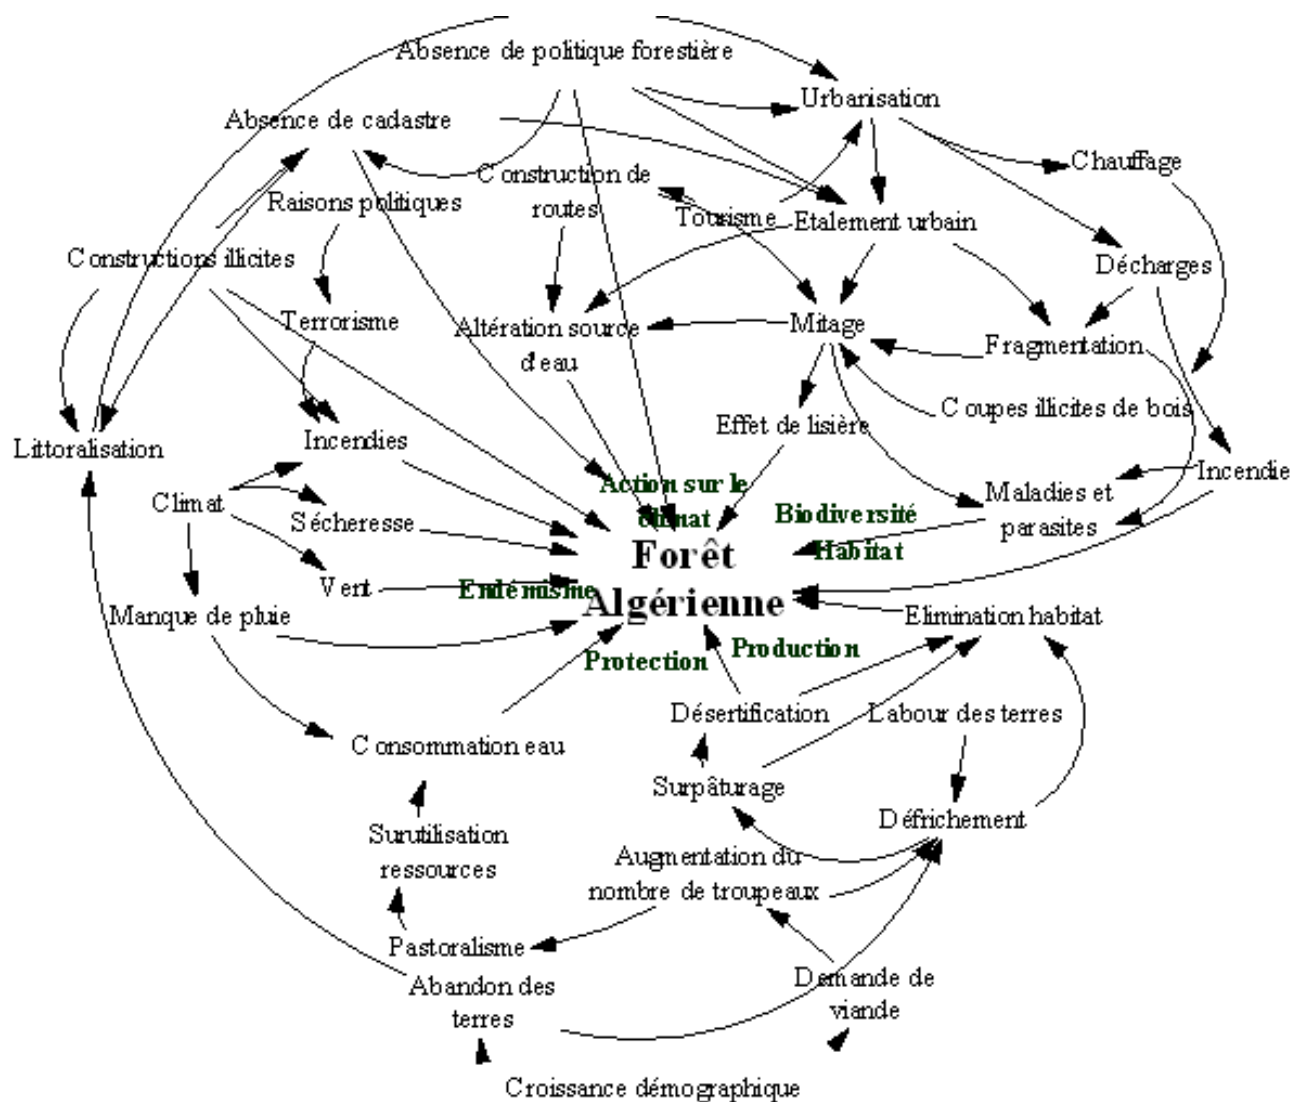 Absence de politique forestière
Urbanisation
Absence de cadastre
Chauffage
Construction de
routes
Raisons politiques
Tourisme
Etalement urbain
Constructions illicites
Décharges
Terrorisme
Altération source
d'eau
Mitage
Fragmentation
Coupes illicites de bois
Effet de lisière
Littoralisation
Incendies
Incendie
Climat
Action sur le
climat
Maladies et
parasites
Sécheresse
Biodiversité
Habitat
Forêt
Algérienne
Vent
Endémisme
Manque de pluie
Elimination habitat
Protection
Production
Désertification
Labour des terres
Consommation eau
Surpâturage
Défrichement
Surutilisation
ressources
Augmentation du
nombre de troupeaux
Pastoralisme
Abandon des
terres
Demande de
viande
Croissance démographique